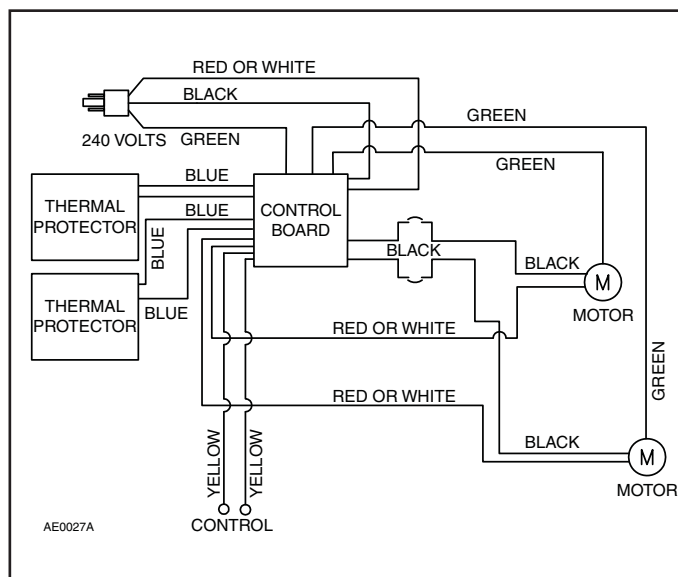 RED OR WHITE
BLACK
GREEN
240 VOLTS
GREEN
GREEN
BLUE
THERMAL
PROTECTOR
BLUE
CONTROL
BOARD
BLUE
BLACK
BLACK
M
MOTOR
THERMAL
PROTECTOR
BLUE
RED OR WHITE
GREEN
RED OR WHITE
BLACK
M
MOTOR
YELLOW
YELLOW
CONTROL
AE0027A